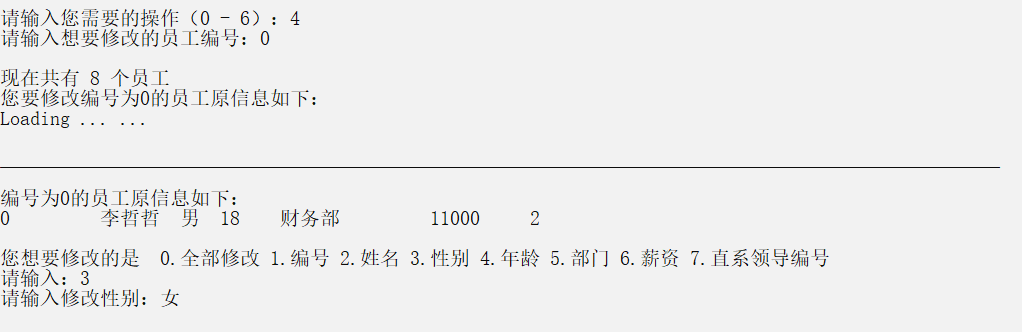 请输入您需要的操作（0 - 6）：4
请输入想要修改的员工编号：0
现在共有 8 个员工
您要修改编号为0的员工原信息如下：
Loading ... ...
编号为0的员工原信息如下：
0 李哲哲 男 18 财务部 11000 2
您想要修改的是 0.全部修改 1.编号 2.姓名 3.性别 4.年龄 5.部门 6.薪资 7.直系领导编号
请输入：3
请输入修改性别：女